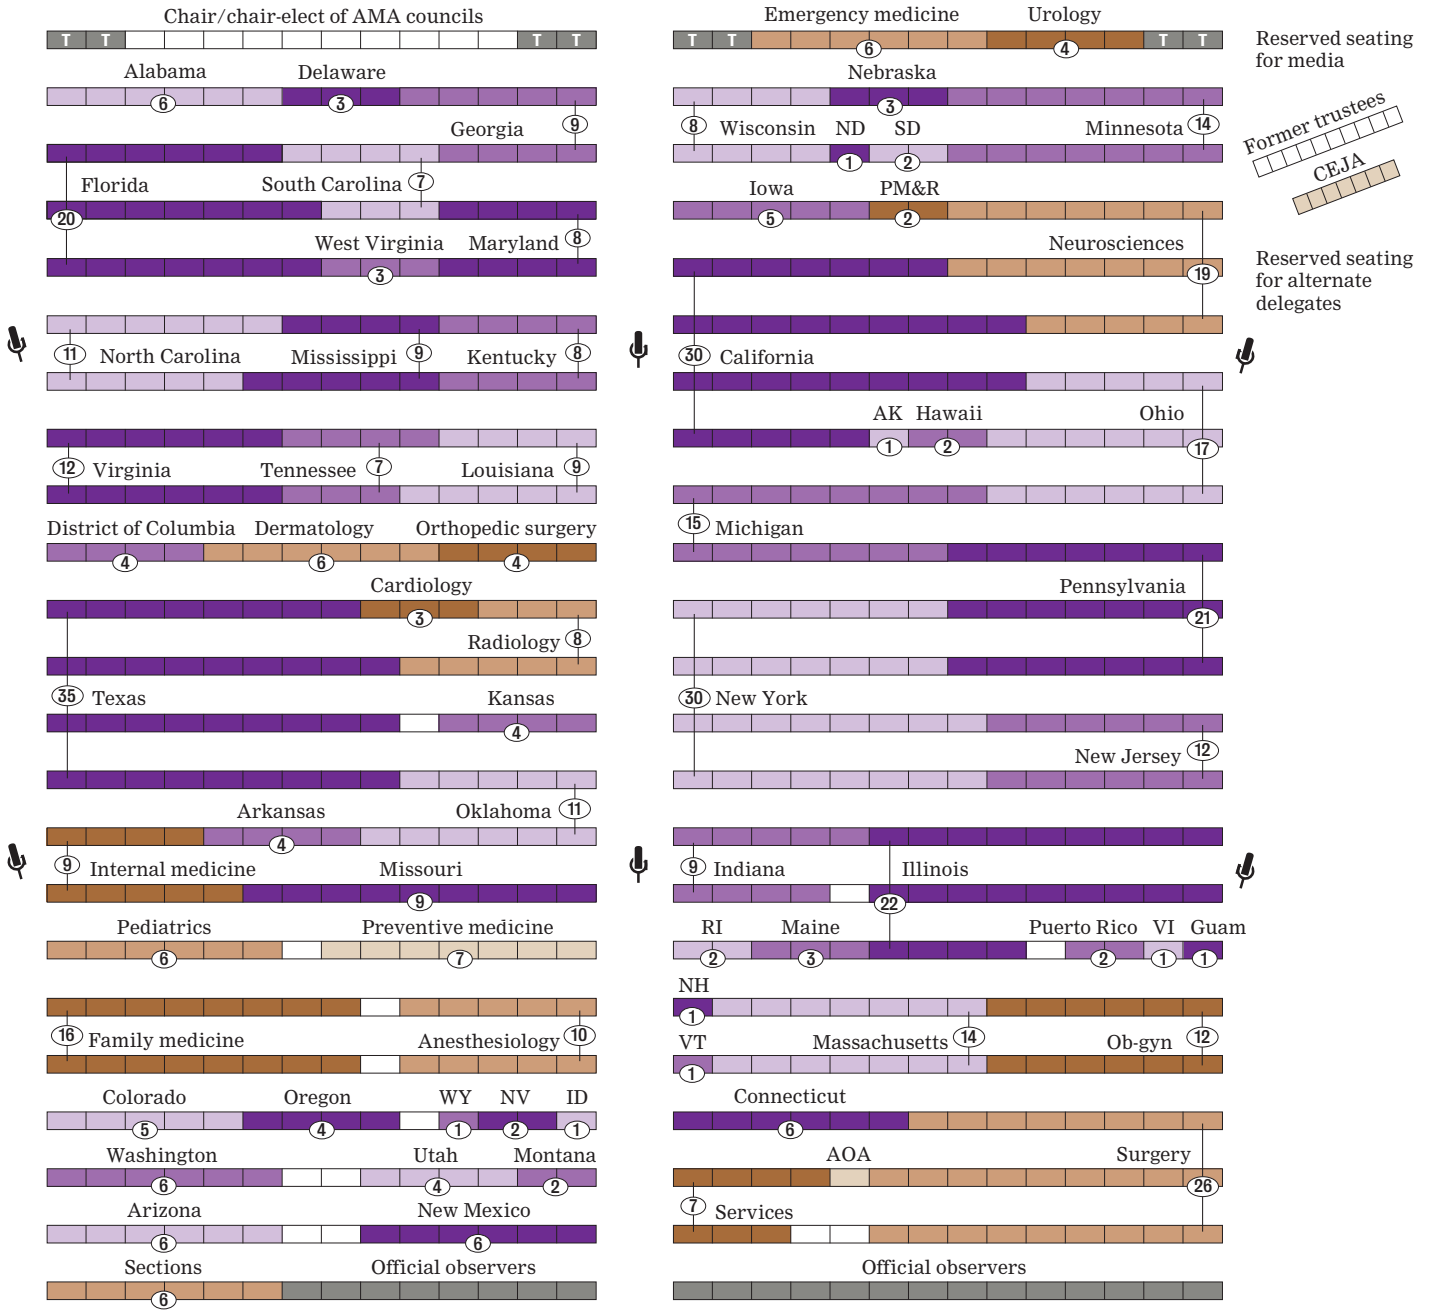 Chair/chair-elect of AMA councils
T T T T
Alabama Delaware
6 3
Georgia 9
Florida South Carolina 7
20
West Virginia Maryland 8
3
11 North Carolina Mississippi 9 Kentucky 8
12 Virginia Tennessee 7 Louisiana 9
District of Columbia Dermatology Orthopedic surgery
4 6 4
Cardiology
3
Radiology 8
35 Texas Kansas
4
Arkansas Oklahoma 11
4
9 Internal medicine Missouri
9
Pediatrics Preventive medicine
6 7
16 Family medicine Anesthesiology 10
Colorado Oregon WY NV ID
5 4 1 2 1
Washington Utah Montana
6 4 2
Arizona New Mexico
6 6
Sections Official observers
6
Emergency medicine Urology
T T T T
6 4
Nebraska
3
8 Wisconsin ND SD Minnesota 14
1 2
Iowa PM&R
5 2
Neurosciences
19
30 California
AK Hawaii Ohio
1 2 17
15 Michigan
Pennsylvania
21
30 New York
New Jersey 12
9 Indiana Illinois
22
RI Maine Puerto Rico VI Guam
2 3 2 1 1
NH
1
VT Massachusetts 14 Ob-gyn 12
1
Connecticut
6
AOA Surgery
26
7 Services
Official observers
Reserved seating
for media
Former trustees
CEJA
Reserved seating
for alternate
delegates